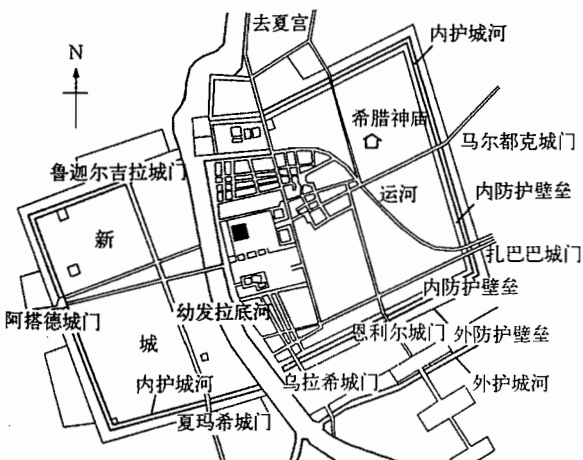 去夏宫
N
内护城河
希腊神庙
马尔都克城门
鲁迦尔吉拉城门
运河
内防护壁垒
新
扎巴巴城门
内防护壁垒
阿搭德城门
幼发拉底河
恩利尔城门
外防护壁垒
城
内护城河
乌拉希城门
外护城河
夏玛希城门